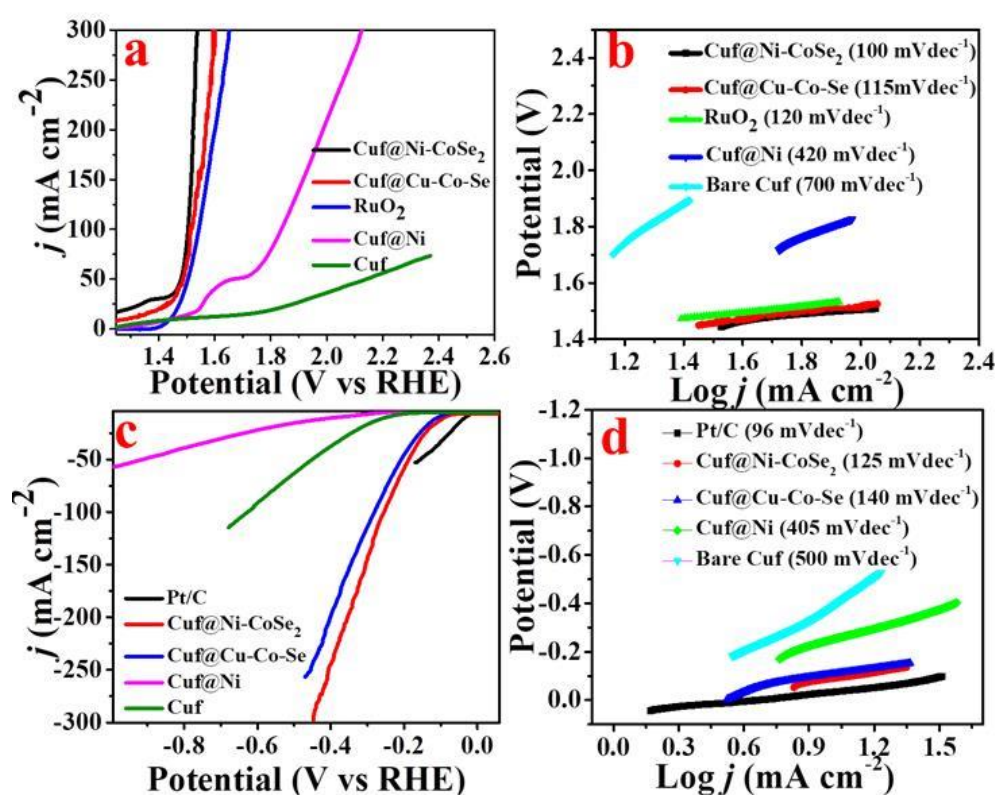 a
300
250
200
150
100
50
0
j (mA cm⁻²)
Cuf@Ni-CoSe₂
Cuf@Cu-Co-Se
RuO₂
Cuf@Ni
Cuf
1.4 1.6 1.8 2.0 2.2 2.4 2.6
Potential (V vs RHE)
b
2.4
2.2
2.0
1.8
1.6
1.4
Potential (V)
Cuf@Ni-CoSe₂ (100 mVdec⁻¹)
Cuf@Cu-Co-Se (115mVdec⁻¹)
RuO₂ (120 mVdec⁻¹)
Cuf@Ni (420 mVdec⁻¹)
Bare Cuf (700 mVdec⁻¹)
1.2 1.4 1.6 1.8 2.0 2.2 2.4
Log j (mA cm⁻²)
c
-50
-100
-150
-200
-250
-300
j (mA cm⁻²)
Pt/C
Cuf@Ni-CoSe₂
Cuf@Cu-Co-Se
Cuf@Ni
Cuf
-0.8 -0.6 -0.4 -0.2 0.0
Potential (V vs RHE)
d
-1.2
-1.0
-0.8
-0.6
-0.4
-0.2
0.0
Potential (V)
Pt/C (96 mVdec⁻¹)
Cuf@Ni-CoSe₂ (125 mVdec⁻¹)
Cuf@Cu-Co-Se (140 mVdec⁻¹)
Cuf@Ni (405 mVdec⁻¹)
Bare Cuf (500 mVdec⁻¹)
0.0 0.3 0.6 0.9 1.2 1.5
Log j (mA cm⁻²)